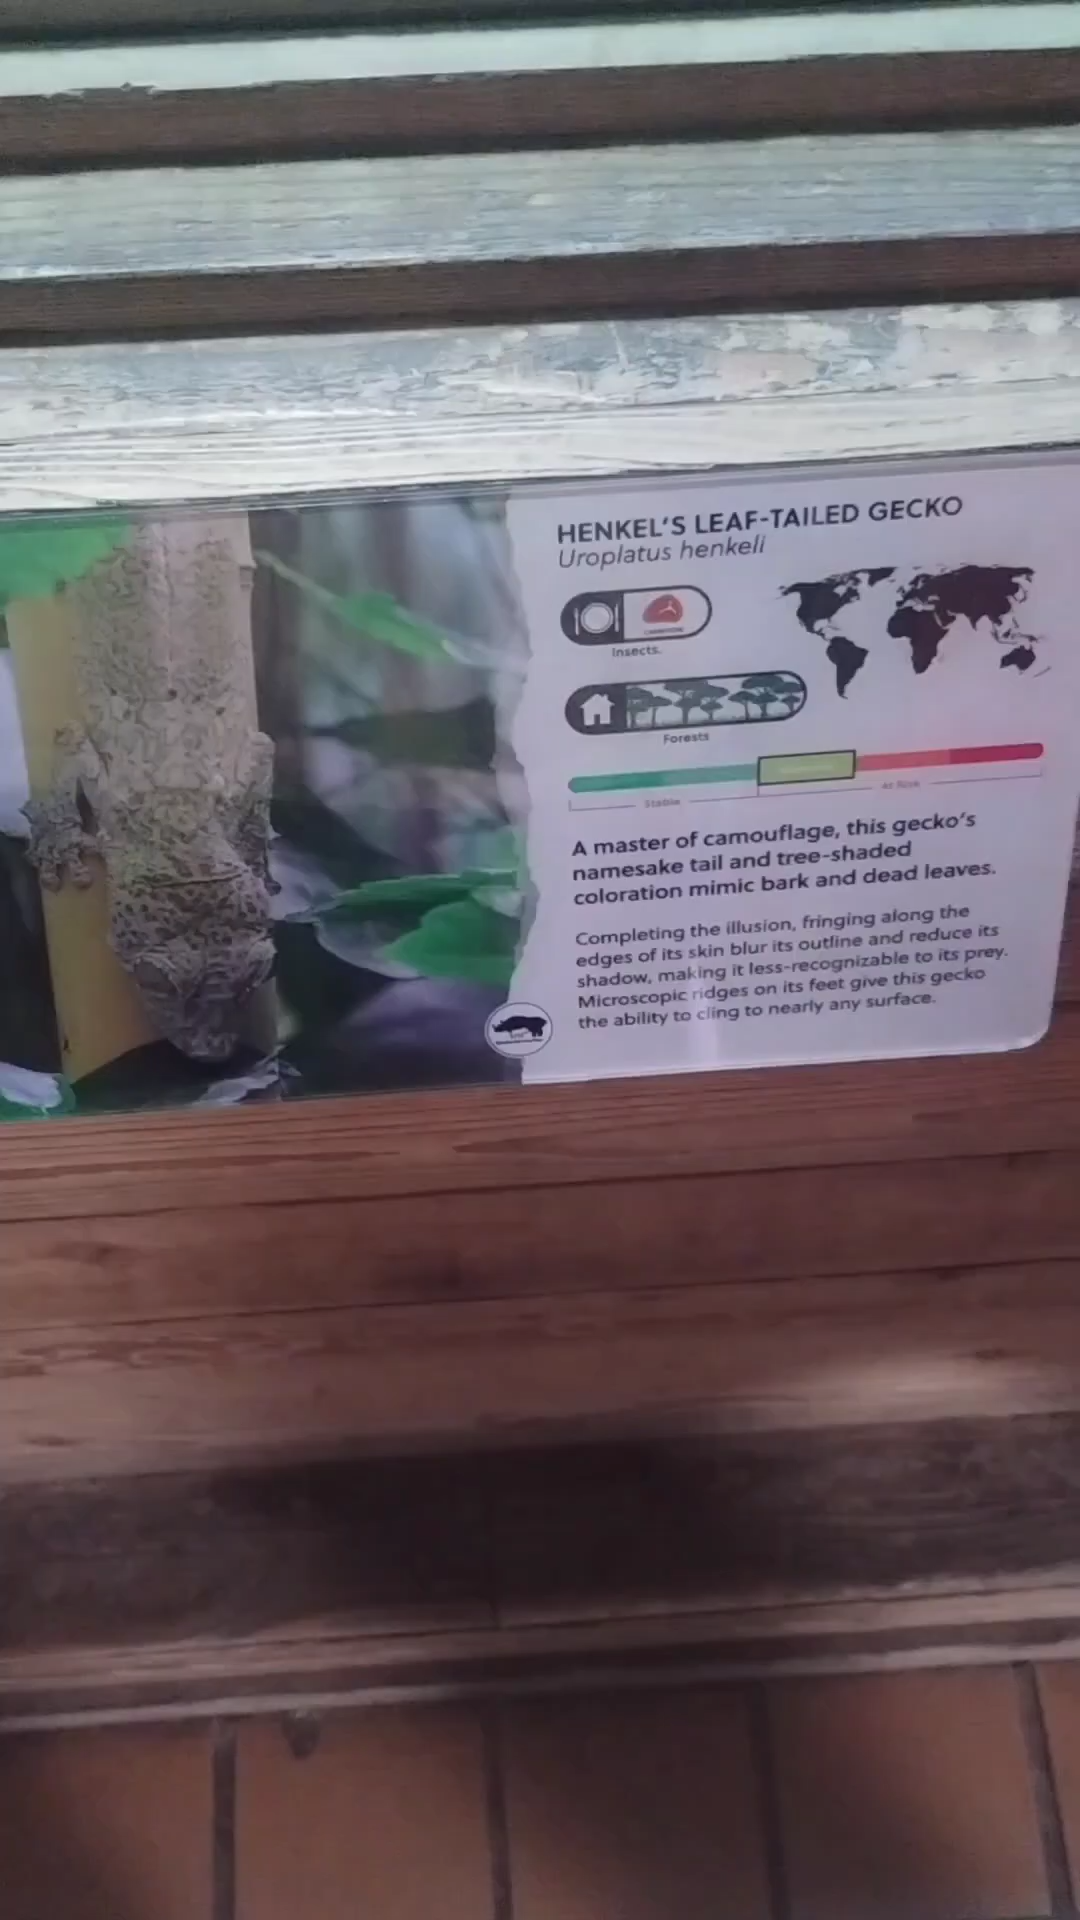 HENKEL'S LEAF-TAILED GECKO
Uroplatus henkeli
Insects.
Forests
Stable
At Risk
A master of camouflage, this gecko's
namesake tail and tree-shaded
coloration mimic bark and dead leaves.
Completing the illusion, fringing along the
edges of its skin blur its outline and reduce its
shadow, making it less-recognizable to its prey.
Microscopic ridges on its feet give this gecko
the ability to cling to nearly any surface.